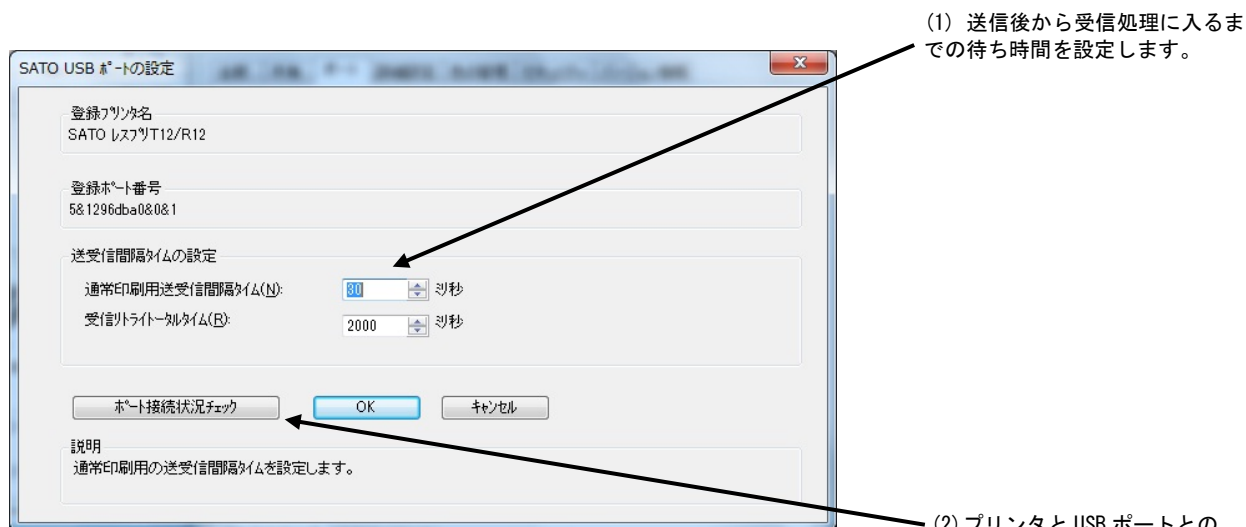 (1) 送信後から受信処理に入るま
での待ち時間を設定します。
SATO USB ﾎﾟｰﾄの設定
登録ﾌﾟﾘﾝﾀ名
SATO ﾚｽﾌﾟﾘT12/R12
登録ﾎﾟｰﾄ番号
5&1296dba0&0&1
送受信間隔ﾀｲﾑの設定
通常印刷用送受信間隔ﾀｲﾑ(N): 30 ﾐﾘ秒
受信ﾘﾄﾗｲﾄｰﾀﾙﾀｲﾑ(R): 2000 ﾐﾘ秒
ﾎﾟｰﾄ接続状況ﾁｪｯｸ OK ｷｬﾝｾﾙ
説明
通常印刷用の送受信間隔ﾀｲﾑを設定します。
(2) プリンタと USB ポートとの